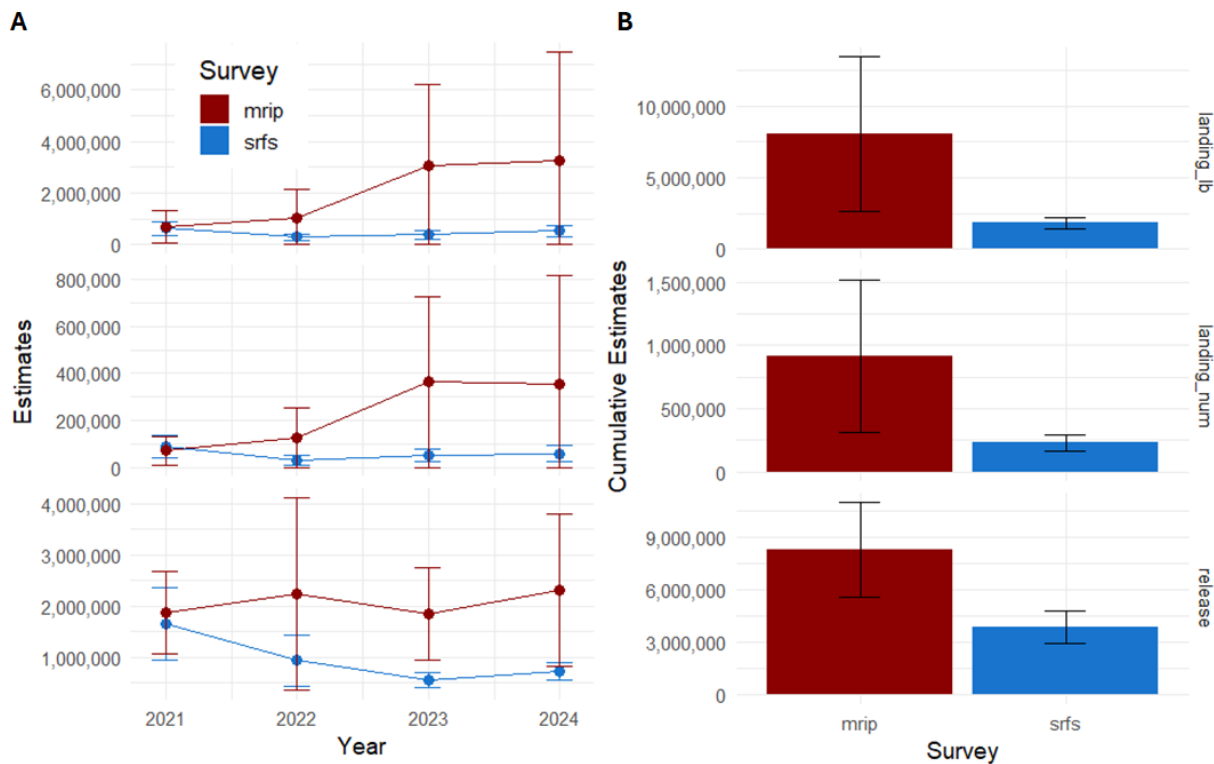 A
B
Survey
mrip
srfs
6,000,000
4,000,000
2,000,000
0
800,000
600,000
400,000
200,000
0
4,000,000
3,000,000
2,000,000
1,000,000
Estimates
2021
2022
2023
2024
Year
10,000,000
5,000,000
0
landing_lb
1,500,000
1,000,000
500,000
0
landing_num
9,000,000
6,000,000
3,000,000
0
release
Cumulative Estimates
mrip
srfs
Survey